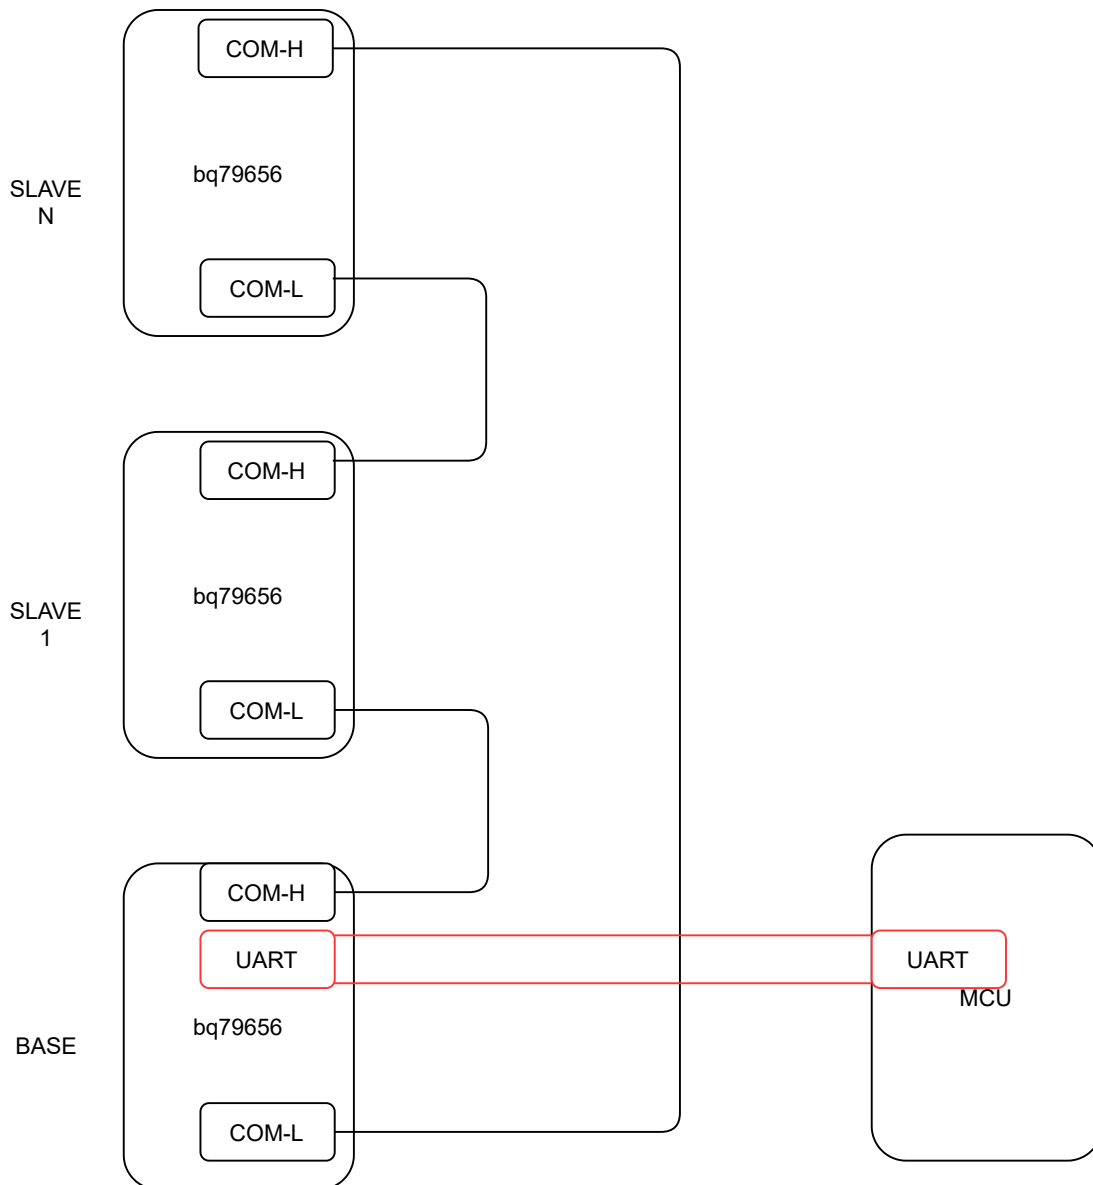 COM-H
bq79656
SLAVE
N
COM-L
COM-H
bq79656
SLAVE
1
COM-L
COM-H
UART
UART
MCU
bq79656
BASE
COM-L